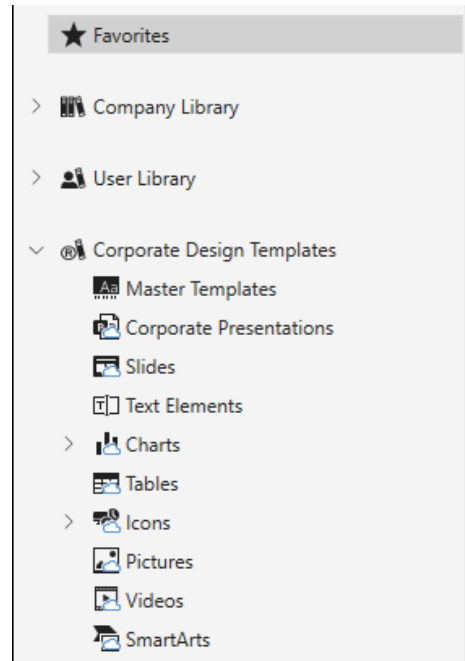 Favorites
Company Library
User Library
Corporate Design Templates
Master Templates
Corporate Presentations
Slides
Text Elements
Charts
Tables
Icons
Pictures
Videos
SmartArts